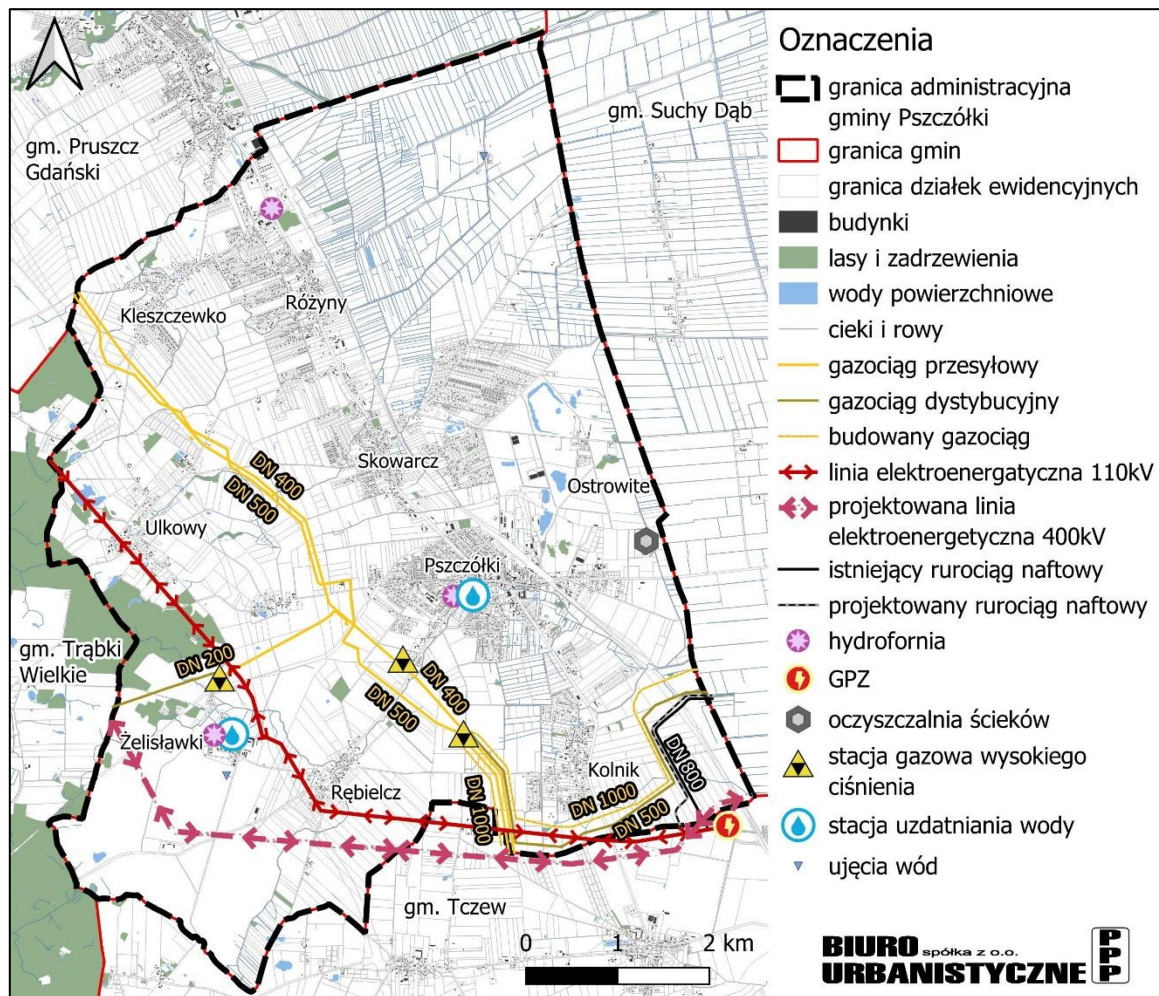 gm. Pruszcz
Gdański
gm. Suchy Dąb
Kleszczewko
Różyny
DN 400
DN 500
Skowarcz
Ostrowite
Ulkowy
Pszczółki
gm. Trąbki
Wielkie
DN 200
DN 400
DN 500
Żelisławki
Rębielcz
Kolnik
DN 800
DN 1000
DN 1000
DN 500
gm. Tczew
0 1 2 km
Oznaczenia
granica administracyjna
gminy Pszczółki
granica gmin
granica działek ewidencyjnych
budynki
lasy i zadrzewienia
wody powierzchniowe
cieki i rowy
gazociąg przesyłowy
gazociąg dystybucyjny
budowany gazociąg
linia elektroenergatyczna 110kV
projektowana linia
elektroenergetyczna 400kV
istniejący rurociąg naftowy
projektowany rurociąg naftowy
hydrofornia
GPZ
oczyszczalnia ścieków
stacja gazowa wysokiego
ciśnienia
stacja uzdatniania wody
ujęcia wód
BIURO spółka z o.o.
URBANISTYCZNE
P
P
P